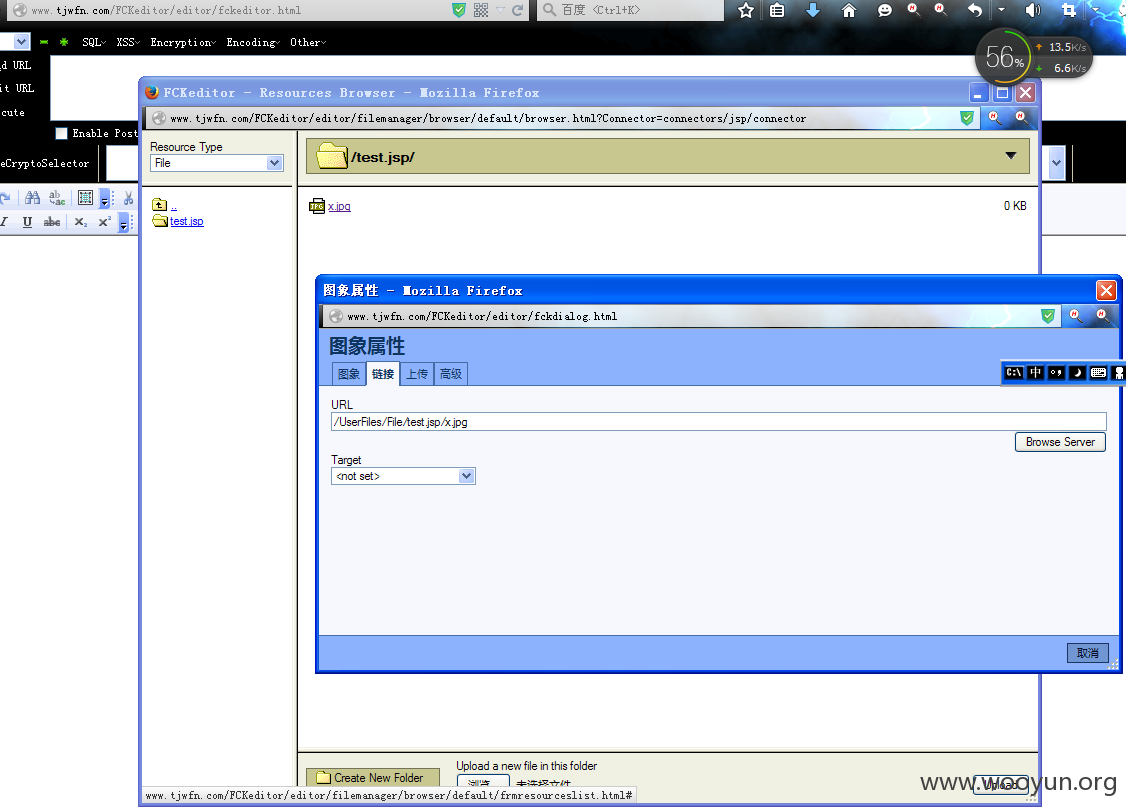 www.tjwfn.com/FCKeditor/editor/fckeditor.html
百度 <Ctrl+K>
SQL XSS Encryption Encoding Other
d URL
it URL
cute
Enable Post
eCryptoSelector
56%
13.5K/s
6.6K/s
FCKeditor - Resources Browser - Mozilla Firefox
www.tjwfn.com/FCKeditor/editor/filemanager/browser/default/browser.html?Connector=connectors/jsp/connector
Resource Type
File
/test.jsp/
..
test.jsp
x.jpg
0 KB
图象属性 - Mozilla Firefox
www.tjwfn.com/FCKeditor/editor/fckdialog.html
图象属性
图象 链接 上传 高级
C:\ 中
URL
/UserFiles/File/test.jsp/x.jpg
Browse Server
Target
<not set>
取消
Create New Folder
Upload a new file in this folder
浏览…
未选择文件
Upload
www.tjwfn.com/FCKeditor/editor/filemanager/browser/default/frmresourceslist.html#
www.wooyun.org